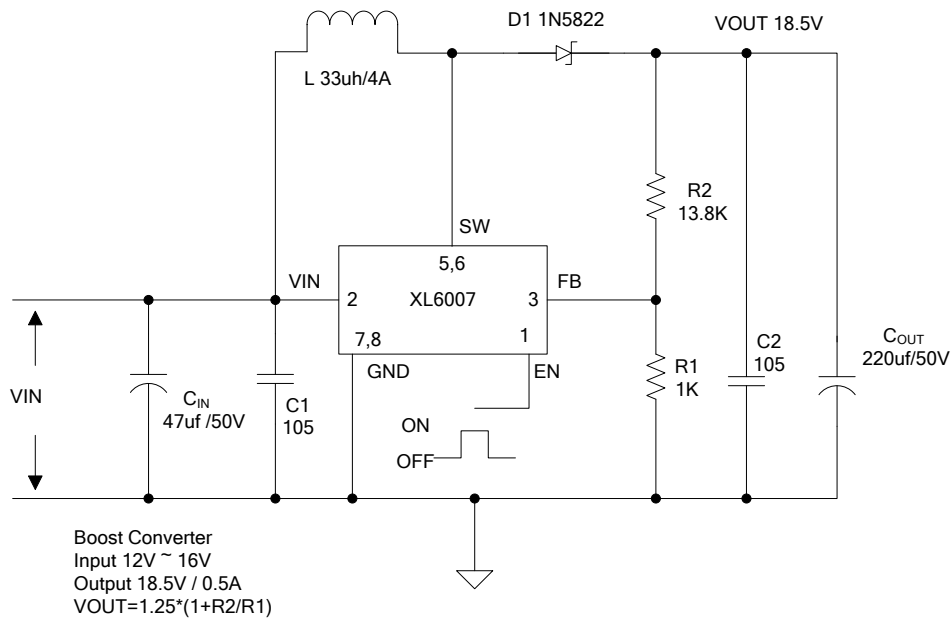 D1 1N5822
VOUT 18.5V
L 33uh/4A
R2
13.8K
SW
5,6
VIN
FB
2
XL6007
3
7,8
1
GND
EN
VIN
C_IN
47uf /50V
C1
105
ON
OFF
R1
1K
C2
105
C_OUT
220uf/50V
Boost Converter
Input 12V ~ 16V
Output 18.5V / 0.5A
VOUT=1.25*(1+R2/R1)